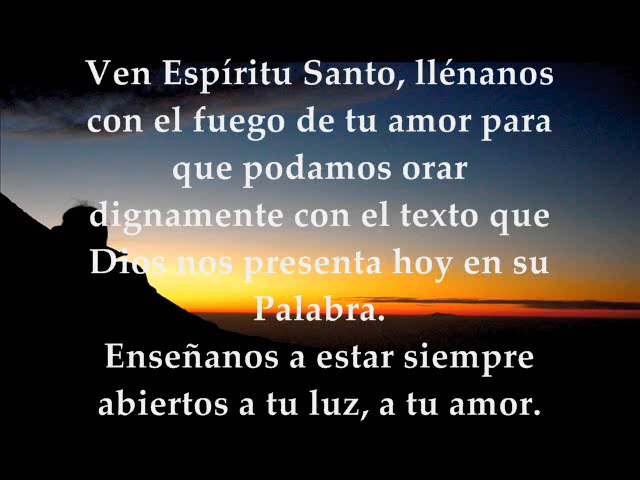 Ven Espíritu Santo, llénanos
con el fuego de tu amor para
que podamos orar
dignamente con el texto que
Dios nos presenta hoy en su
Palabra.
Enseñanos a estar siempre
abiertos a tu luz, a tu amor.